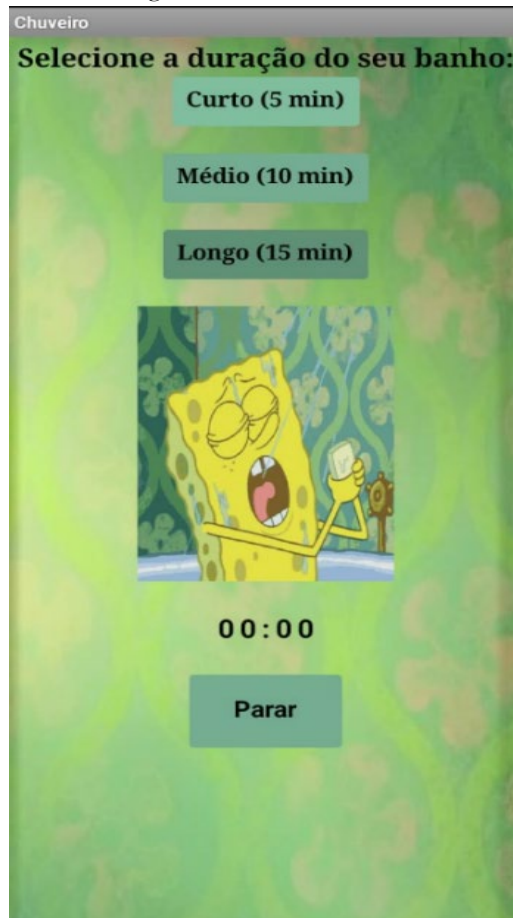 Chuveiro
Selecione a duração do seu banho:
Curto (5 min)
Médio (10 min)
Longo (15 min)
00:00
Parar